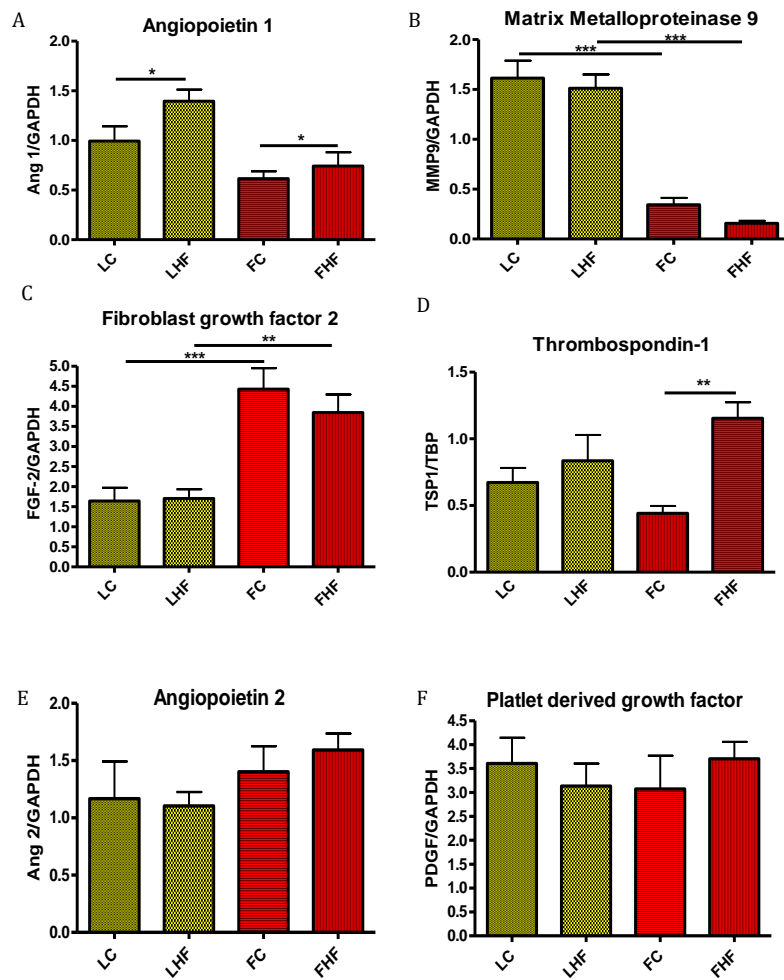 A
Angiopoietin 1
Ang 1/GAPDH
2.0
1.5
1.0
0.5
0.0
*
*
LC
LHF
FC
FHF
B
Matrix Metalloproteinase 9
MMP9/GAPDH
2.0
1.5
1.0
0.5
0.0
***
***
LC
LHF
FC
FHF
C
Fibroblast growth factor 2
FGF-2/GAPDH
5.0
4.5
4.0
3.5
3.0
2.5
2.0
1.5
1.0
0.5
0.0
***
**
LC
LHF
FC
FHF
D
Thrombospondin-1
TSP1/TBP
1.5
1.0
0.5
0.0
**
LC
LHF
FC
FHF
E
Angiopoietin 2
Ang 2/GAPDH
2.0
1.5
1.0
0.5
0.0
LC
LHF
FC
FHF
F
Platlet derived growth factor
PDGF/GAPDH
4.5
4.0
3.5
3.0
2.5
2.0
1.5
1.0
0.5
0.0
LC
LHF
FC
FHF